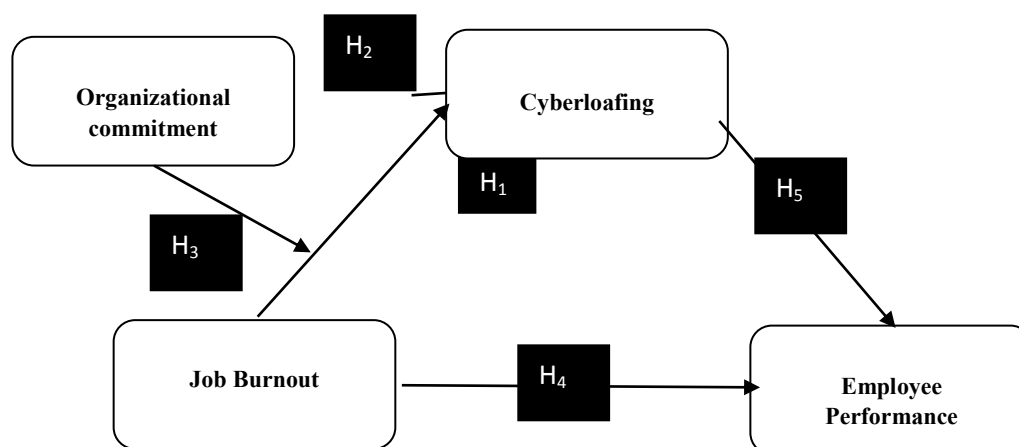 H₂
Organizational
commitment
Cyberloafing
H₁
H₅
H₃
Job Burnout
H₄
Employee
Performance